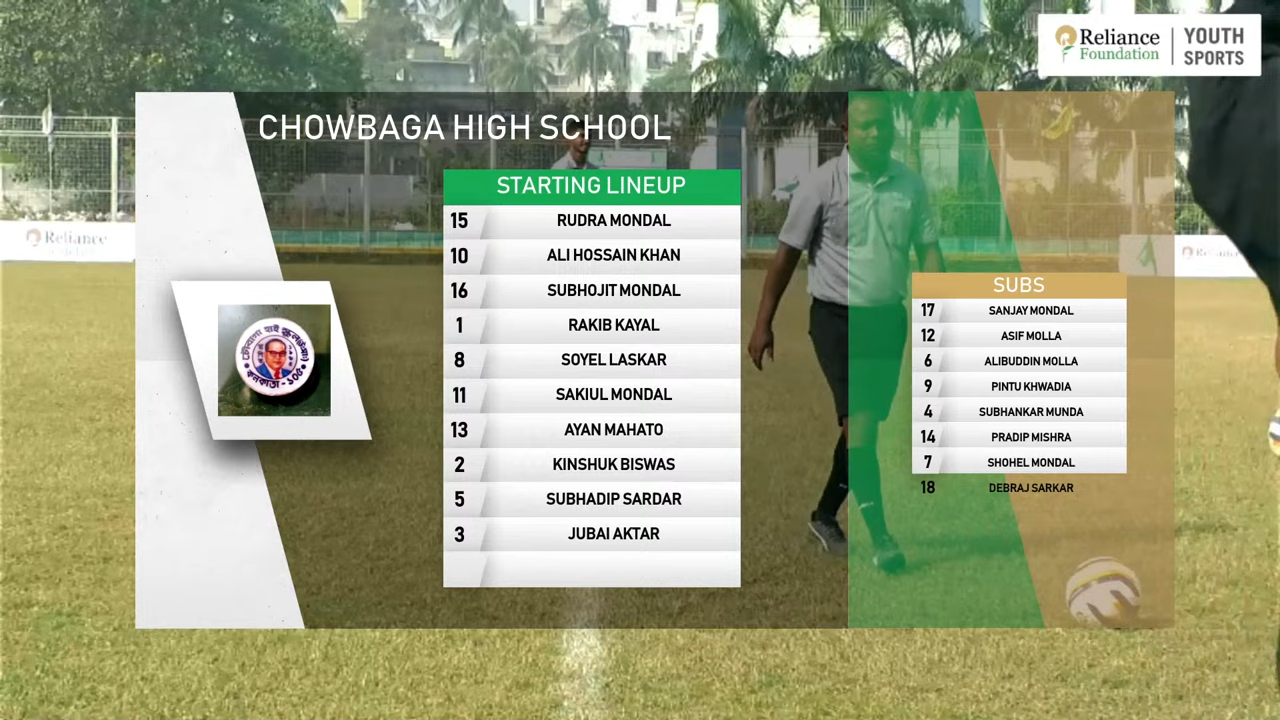 Reliance
Foundation
YOUTH
SPORTS
CHOWBAGA HIGH SCHOOL
STARTING LINEUP
15 RUDRA MONDAL
10 ALI HOSSAIN KHAN
16 SUBHOJIT MONDAL
1 RAKIB KAYAL
8 SOYEL LASKAR
11 SAKIUL MONDAL
13 AYAN MAHATO
2 KINSHUK BISWAS
5 SUBHADIP SARDAR
3 JUBAI AKTAR
SUBS
17 SANJAY MONDAL
12 ASIF MOLLA
6 ALIBUDDIN MOLLA
9 PINTU KHWADIA
4 SUBHANKAR MUNDA
14 PRADIP MISHRA
7 SHOHEL MONDAL
18 DEBRAJ SARKAR
Reliance
কলকাতা - ১০৫